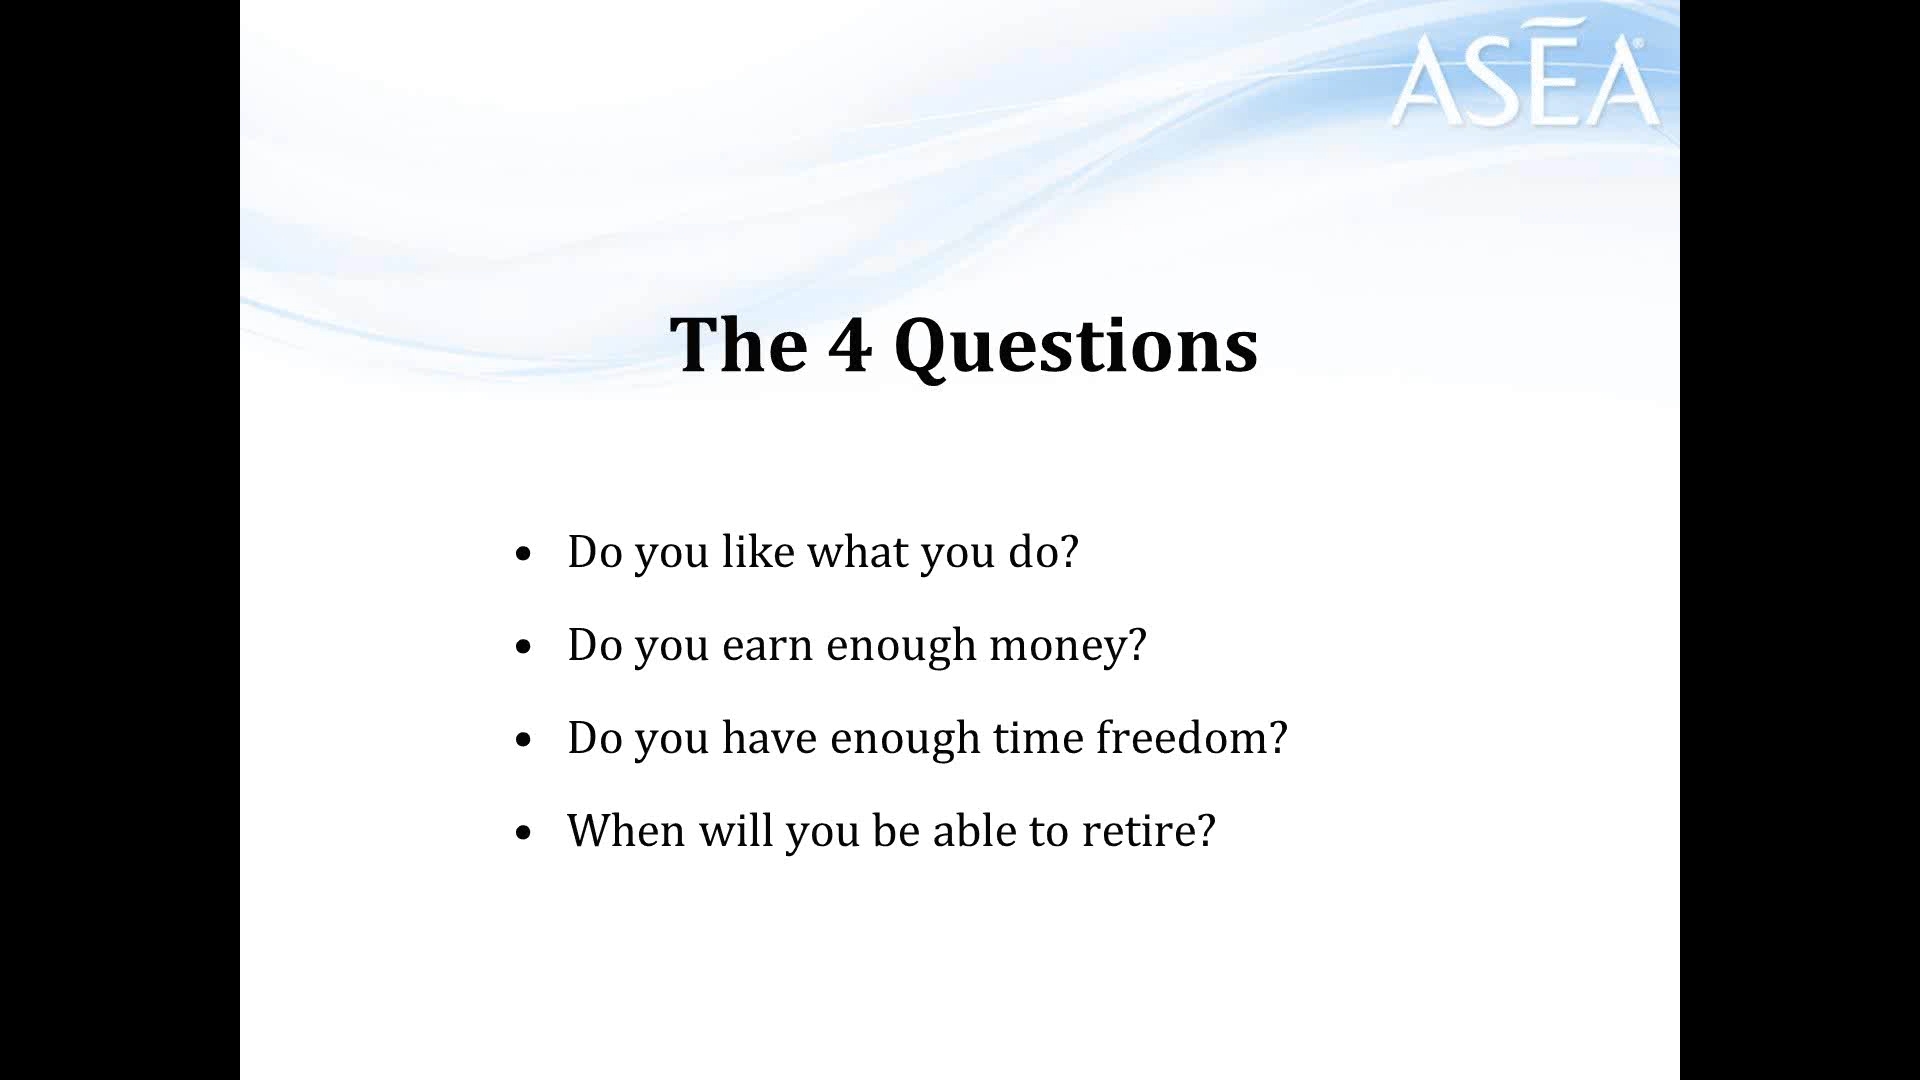 ASEA®
The 4 Questions
• Do you like what you do?
• Do you earn enough money?
• Do you have enough time freedom?
• When will you be able to retire?